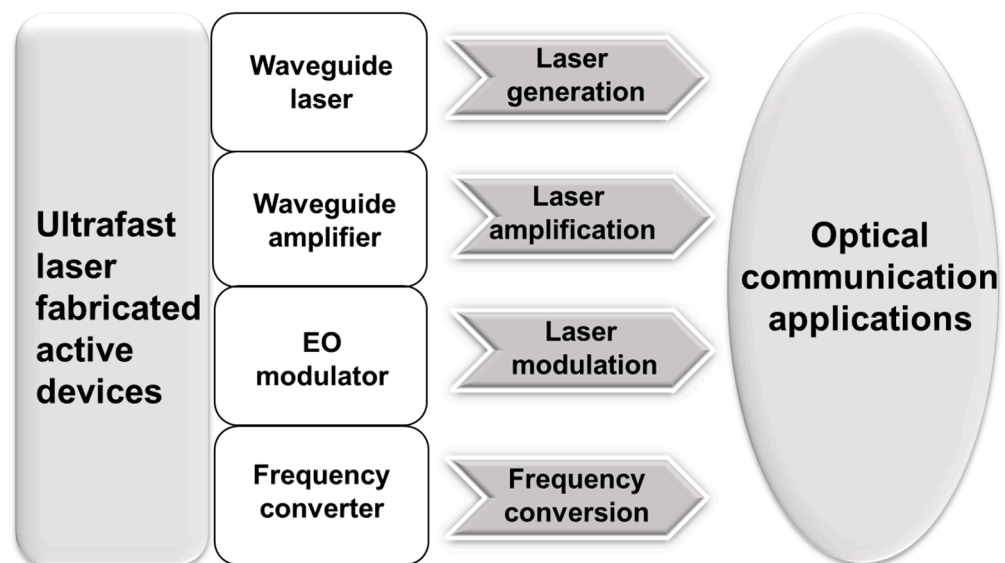 Ultrafast
laser
fabricated
active
devices
Waveguide
laser
Laser
generation
Waveguide
amplifier
Laser
amplification
EO
modulator
Laser
modulation
Frequency
converter
Frequency
conversion
Optical
communication
applications